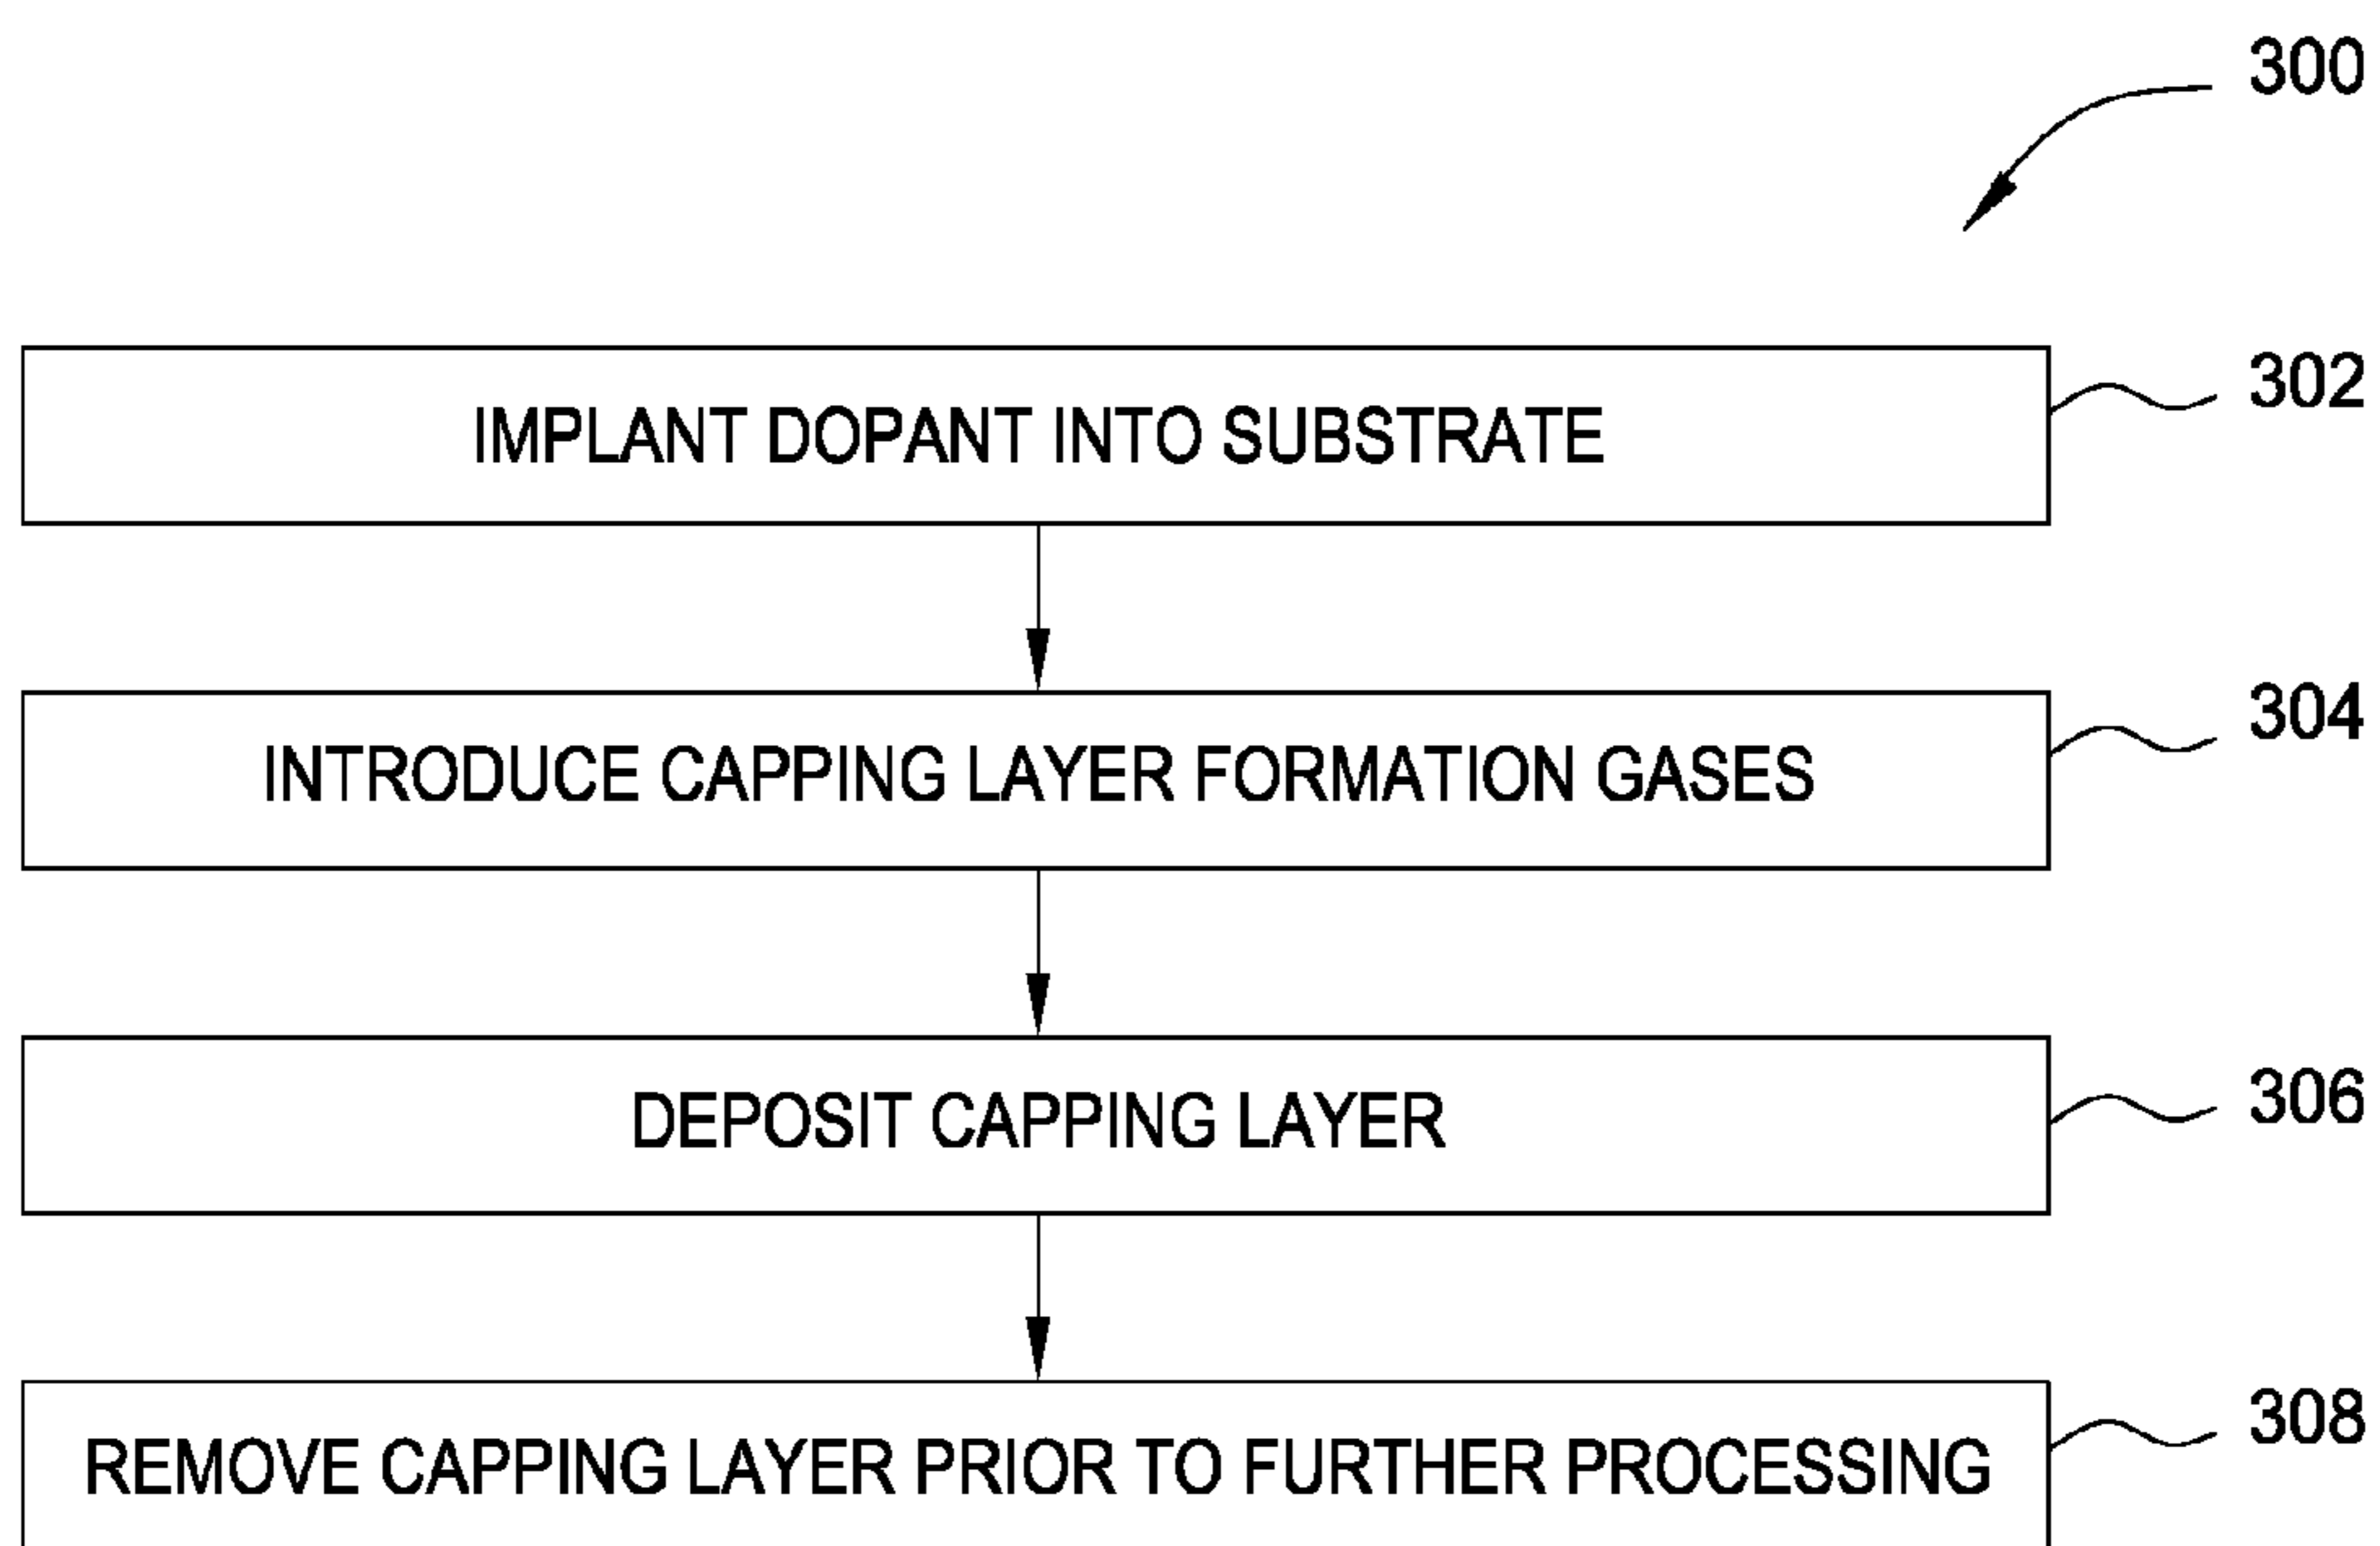 300
IMPLANT DOPANT INTO SUBSTRATE
302
INTRODUCE CAPPING LAYER FORMATION GASES
304
DEPOSIT CAPPING LAYER
306
REMOVE CAPPING LAYER PRIOR TO FURTHER PROCESSING
308